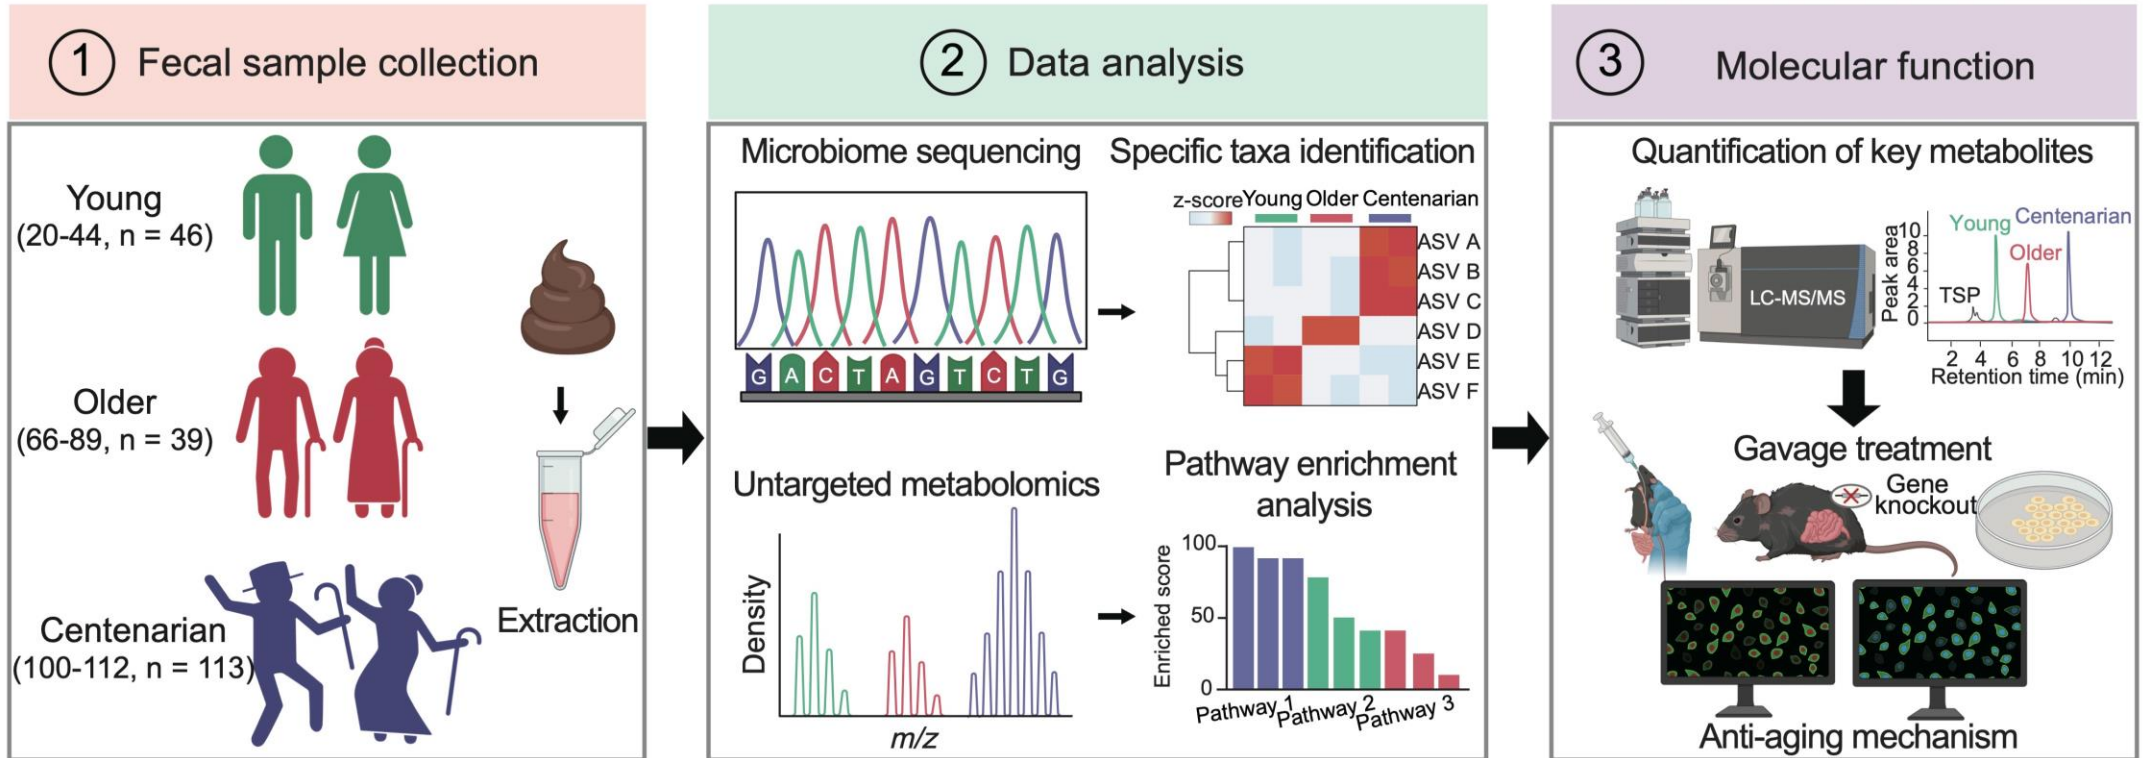 1 Fecal sample collection
Young
(20-44, n = 46)
Older
(66-89, n = 39)
Centenarian
(100-112, n = 113)
Extraction
2 Data analysis
Microbiome sequencing
G A C T A G T C T G
Specific taxa identification
z-score Young Older Centenarian
ASV A
ASV B
ASV C
ASV D
ASV E
ASV F
Untargeted metabolomics
Density
m/z
Pathway enrichment
analysis
Enriched score
100
50
0
Pathway 1
Pathway 2
Pathway 3
3 Molecular function
Quantification of key metabolites
LC-MS/MS
Peak area
10
8
6
4
2
0
Young
Centenarian
Older
TSP
2 4 6 8 10 12
Retention time (min)
Gavage treatment
Gene
knockout
Anti-aging mechanism